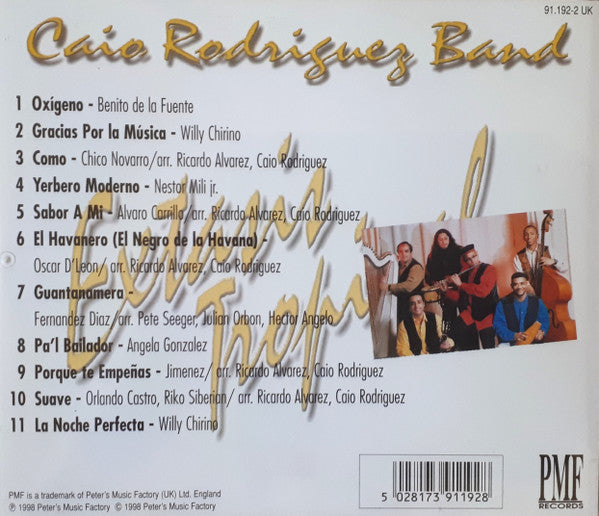 91.192-2 UK
Caio Rodriguez Band
1 Oxígeno - Benito de la Fuente
2 Gracias Por la Música - Willy Chirino
3 Como - Chico Novarro/arr. Ricardo Alvarez, Caio Rodriguez
4 Yerbero Moderno - Nestor Mili jr.
5 Sabor A Mi - Alvaro Carrillo/arr. Ricardo Alvarez, Caio Rodriguez
6 El Havanero (El Negro de la Havana) -
Oscar D'Leon/ arr. Ricardo Alvarez, Caio Rodriguez
7 Guantanamera -
Fernandez Diaz/arr. Pete Seeger, Julian Orbon, Hector Angelo
8 Pa'l Bailador - Angela Gonzalez
9 Porque te Empeñas - Jimenez/ arr. Ricardo Alvarez, Caio Rodriguez
10 Suave - Orlando Castro, Riko Siberian/ arr. Ricardo Alvarez, Caio Rodriguez
11 La Noche Perfecta - Willy Chirino
PMF is a trademark of Peter's Music Factory (UK) Ltd. England
℗ 1998 Peter's Music Factory © 1998 Peter's Music Factory
5 028173 911928
PMF
RECORDS